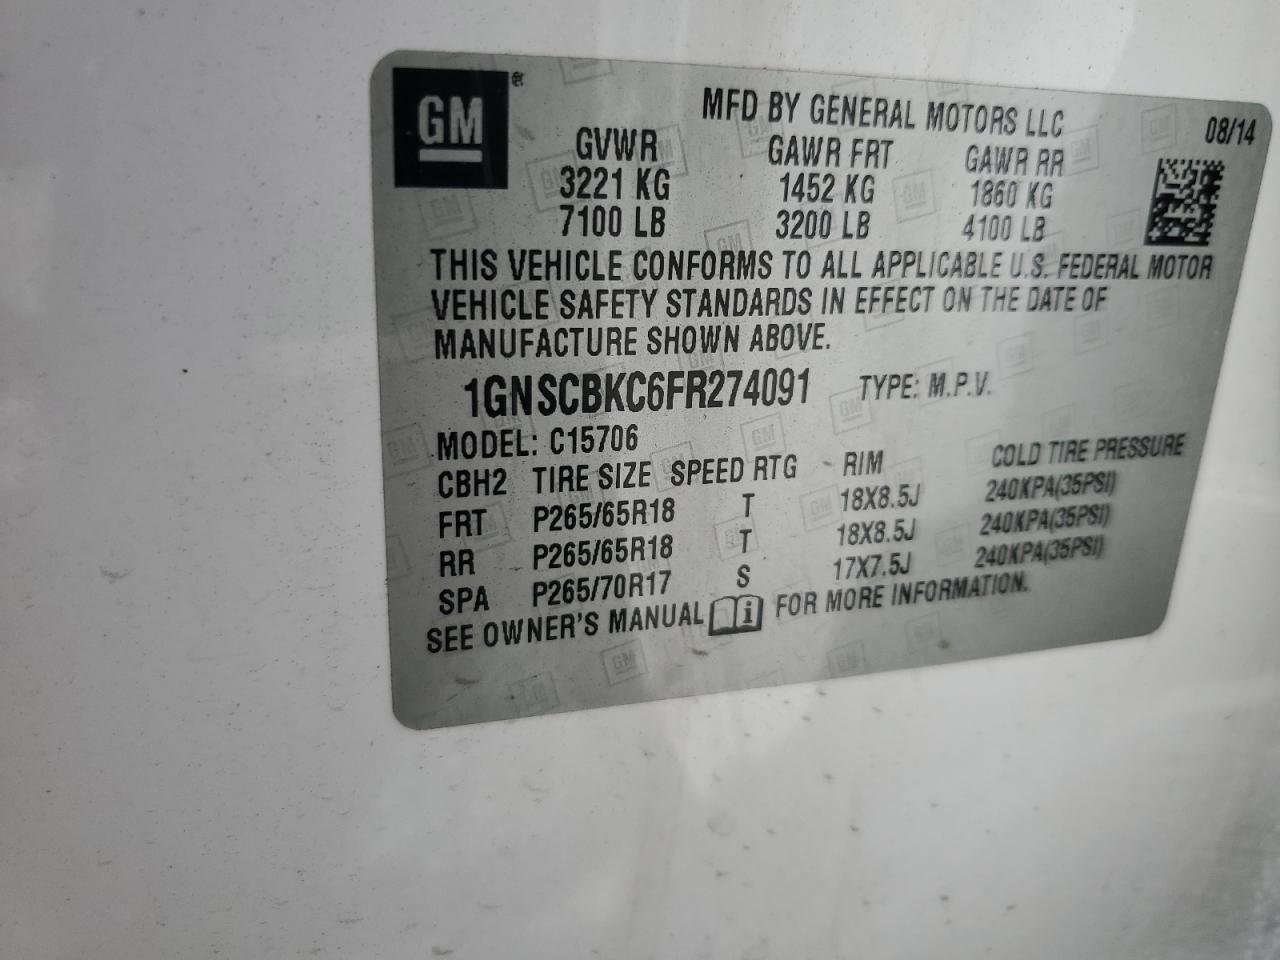 GM ®
MFD BY GENERAL MOTORS LLC 08/14
GVWR GAWR FRT GAWR RR
3221 KG 1452 KG 1860 KG
7100 LB 3200 LB 4100 LB
THIS VEHICLE CONFORMS TO ALL APPLICABLE U.S. FEDERAL MOTOR
VEHICLE SAFETY STANDARDS IN EFFECT ON THE DATE OF
MANUFACTURE SHOWN ABOVE.
1GNSCBKC6FR274091 TYPE: M.P.V.
MODEL: C15706
CBH2 TIRE SIZE SPEED RTG RIM COLD TIRE PRESSURE
FRT P265/65R18 T 18X8.5J 240KPA(35PSI)
RR P265/65R18 T 18X8.5J 240KPA(35PSI)
SPA P265/70R17 S 17X7.5J 240KPA(35PSI)
SEE OWNER'S MANUAL i FOR MORE INFORMATION.